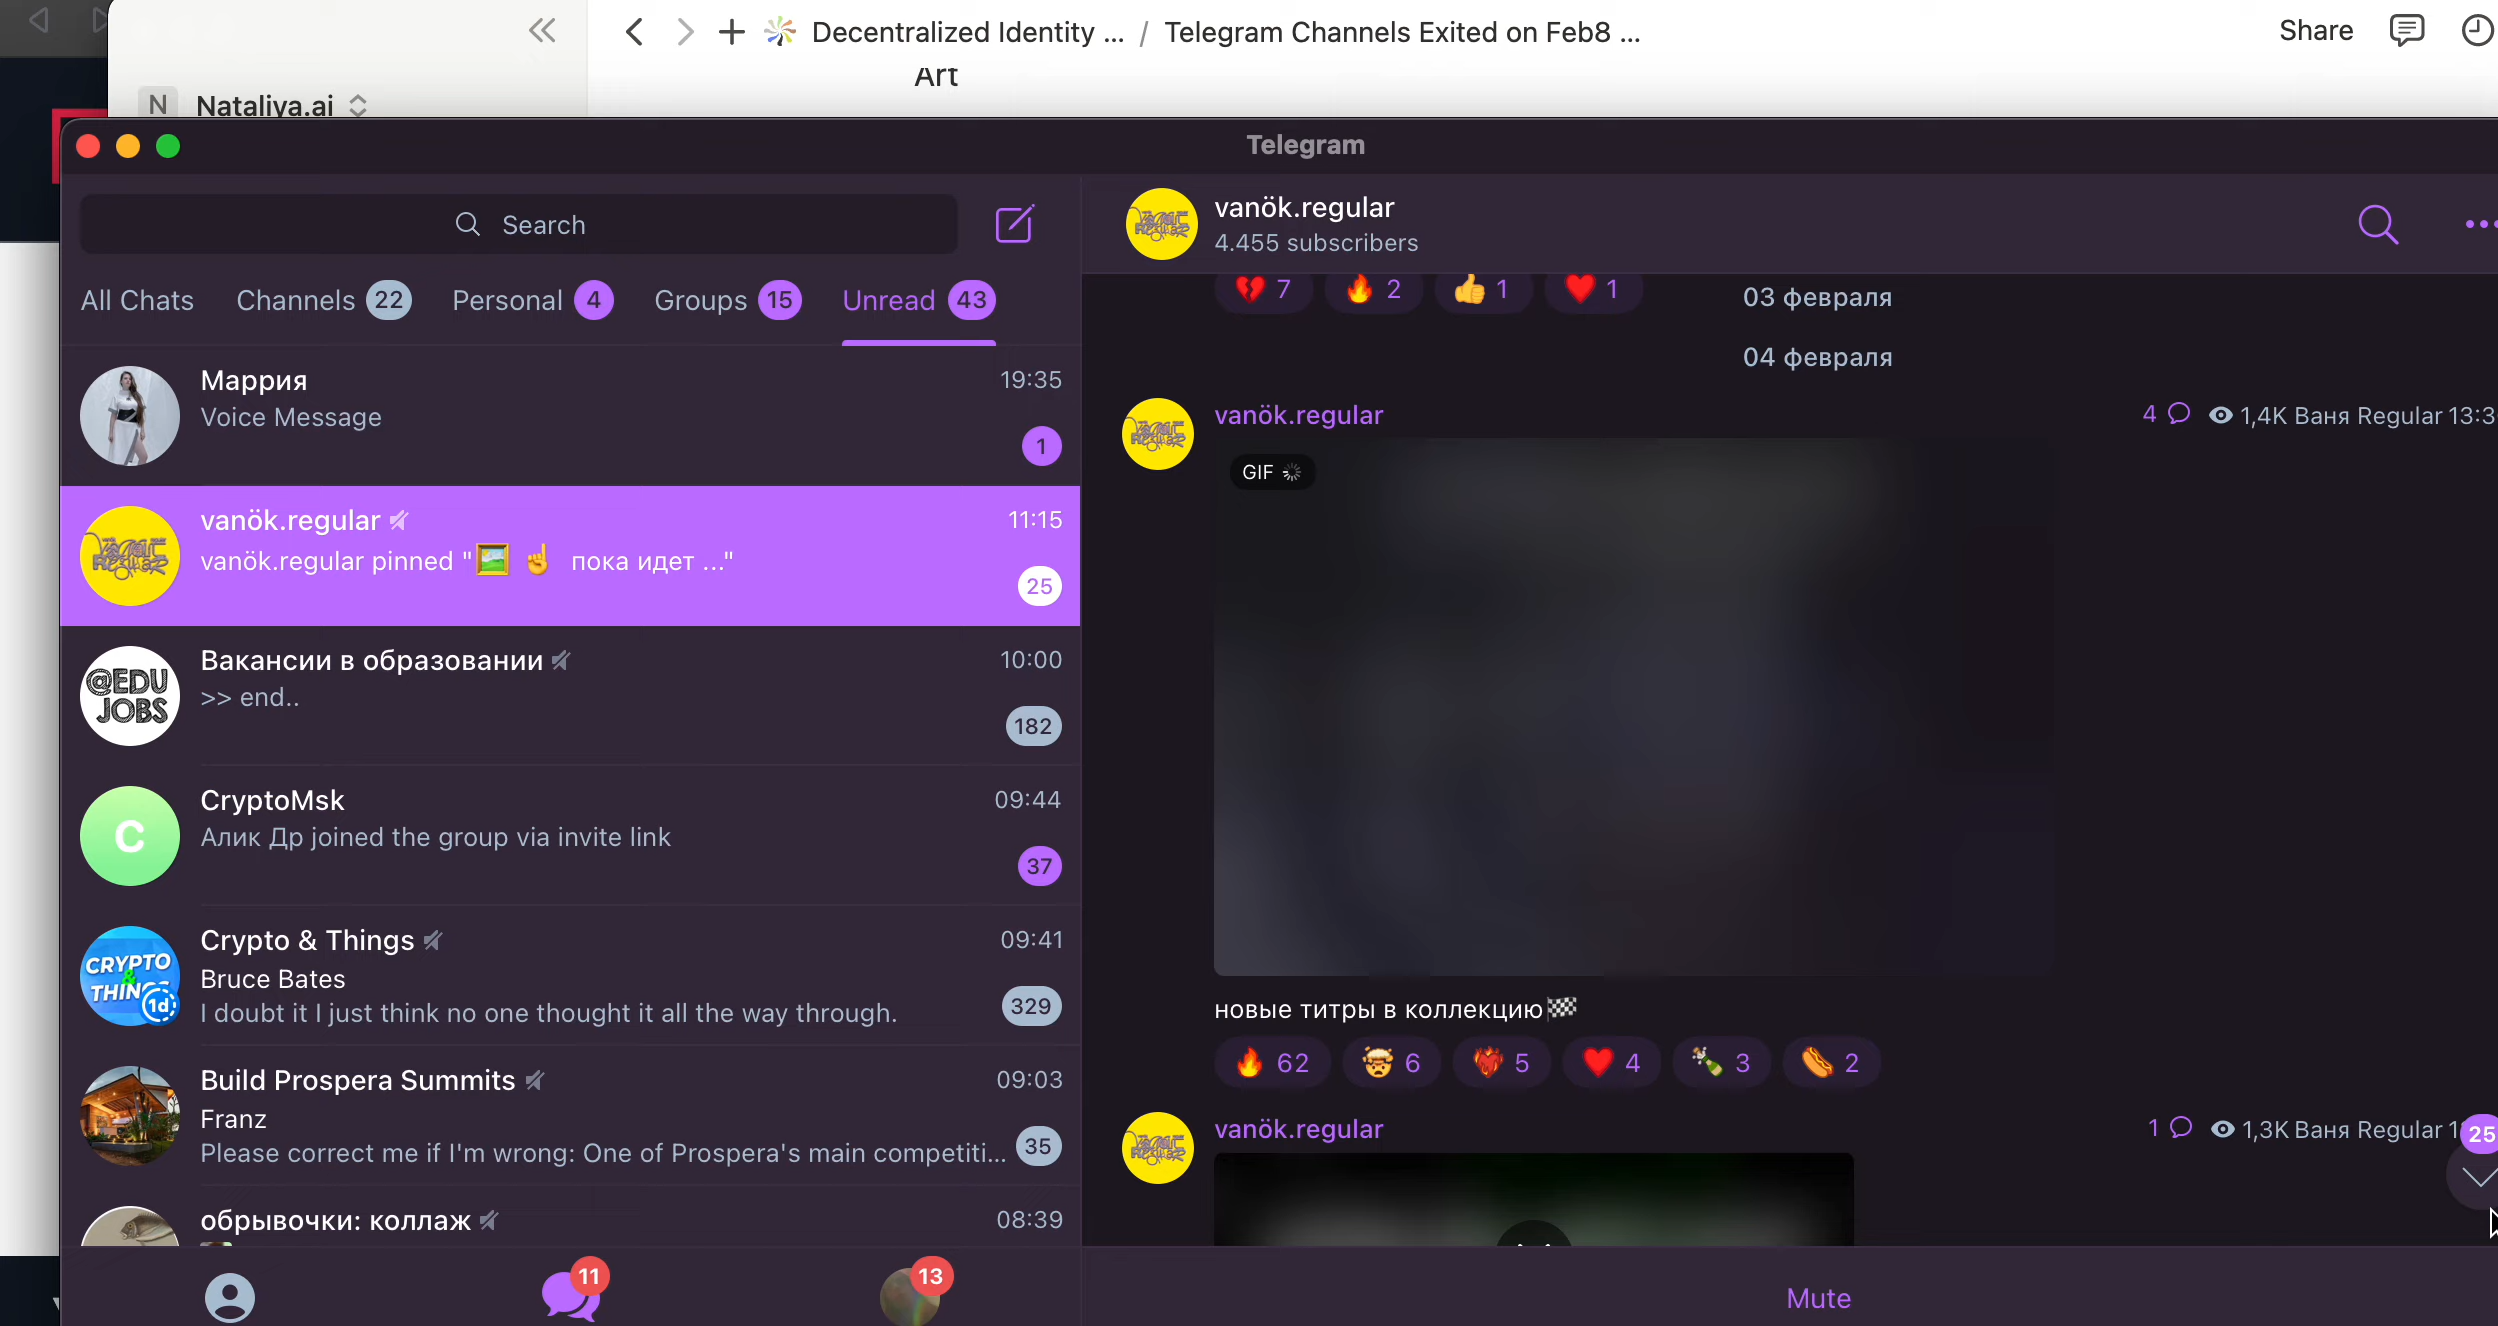 Decentralized Identity ... / Telegram Channels Exited on Feb8 ...
Share
Art
N Nataliya.ai
Telegram
Search
All Chats Channels 22 Personal 4 Groups 15 Unread 43
Маррия 19:35
Voice Message
1
vanök.regular 11:15
vanök.regular pinned "🖼️ ☝️ пока идет ..."
25
@EDU
JOBS
Вакансии в образовании 10:00
>> end..
182
C
CryptoMsk 09:44
Алик Др joined the group via invite link
37
CRYPTO
&
1d
Crypto & Things 09:41
Bruce Bates
I doubt it I just think no one thought it all the way through.
329
Build Prospera Summits 09:03
Franz
Please correct me if I'm wrong: One of Prospera's main competiti...
35
обрывочки: коллаж 08:39
11
13
vanök.regular
4.455 subscribers
💔 7 🔥 2 👍 1 ❤️ 1
03 февраля
04 февраля
vanök.regular 4 1,4K Ваня Regular 13:3
GIF
новые титры в коллекцию🏁
🔥 62 🤯 6 ❤️‍🔥 5 ❤️ 4 🍾 3 🌭 2
vanök.regular 1 1,3K Ваня Regular
25
Mute